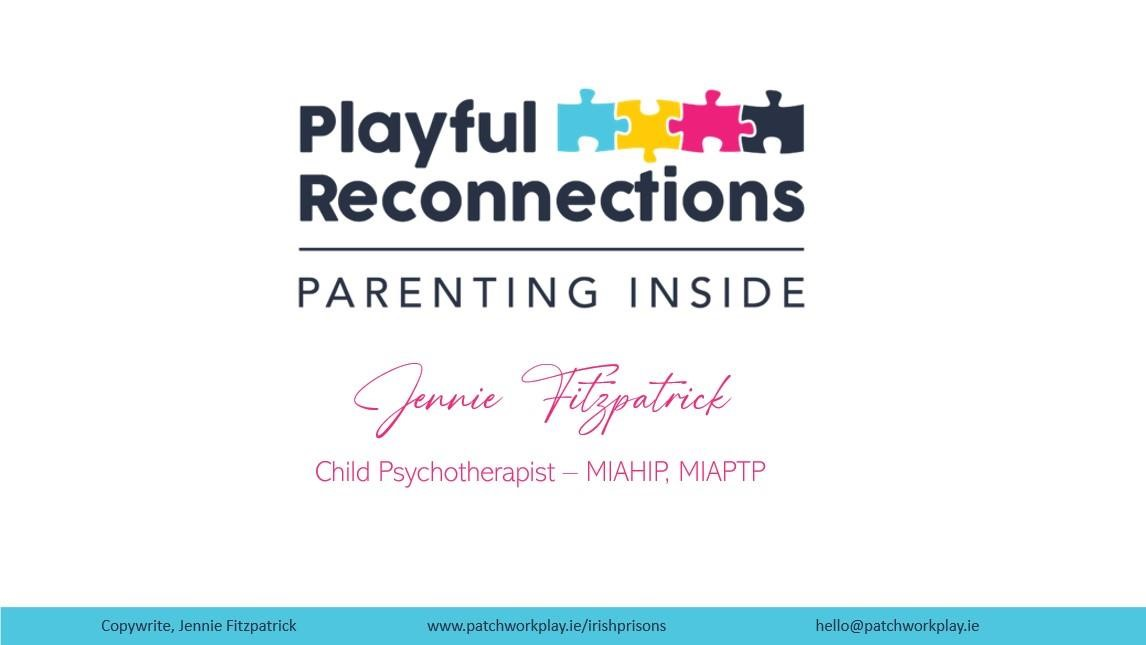 Playful
Reconnections
PARENTING INSIDE
Jennie Fitzpatrick
Child Psychotherapist – MIAHIP, MIAPTP
Copywrite, Jennie Fitzpatrick www.patchworkplay.ie/irishprisons hello@patchworkplay.ie